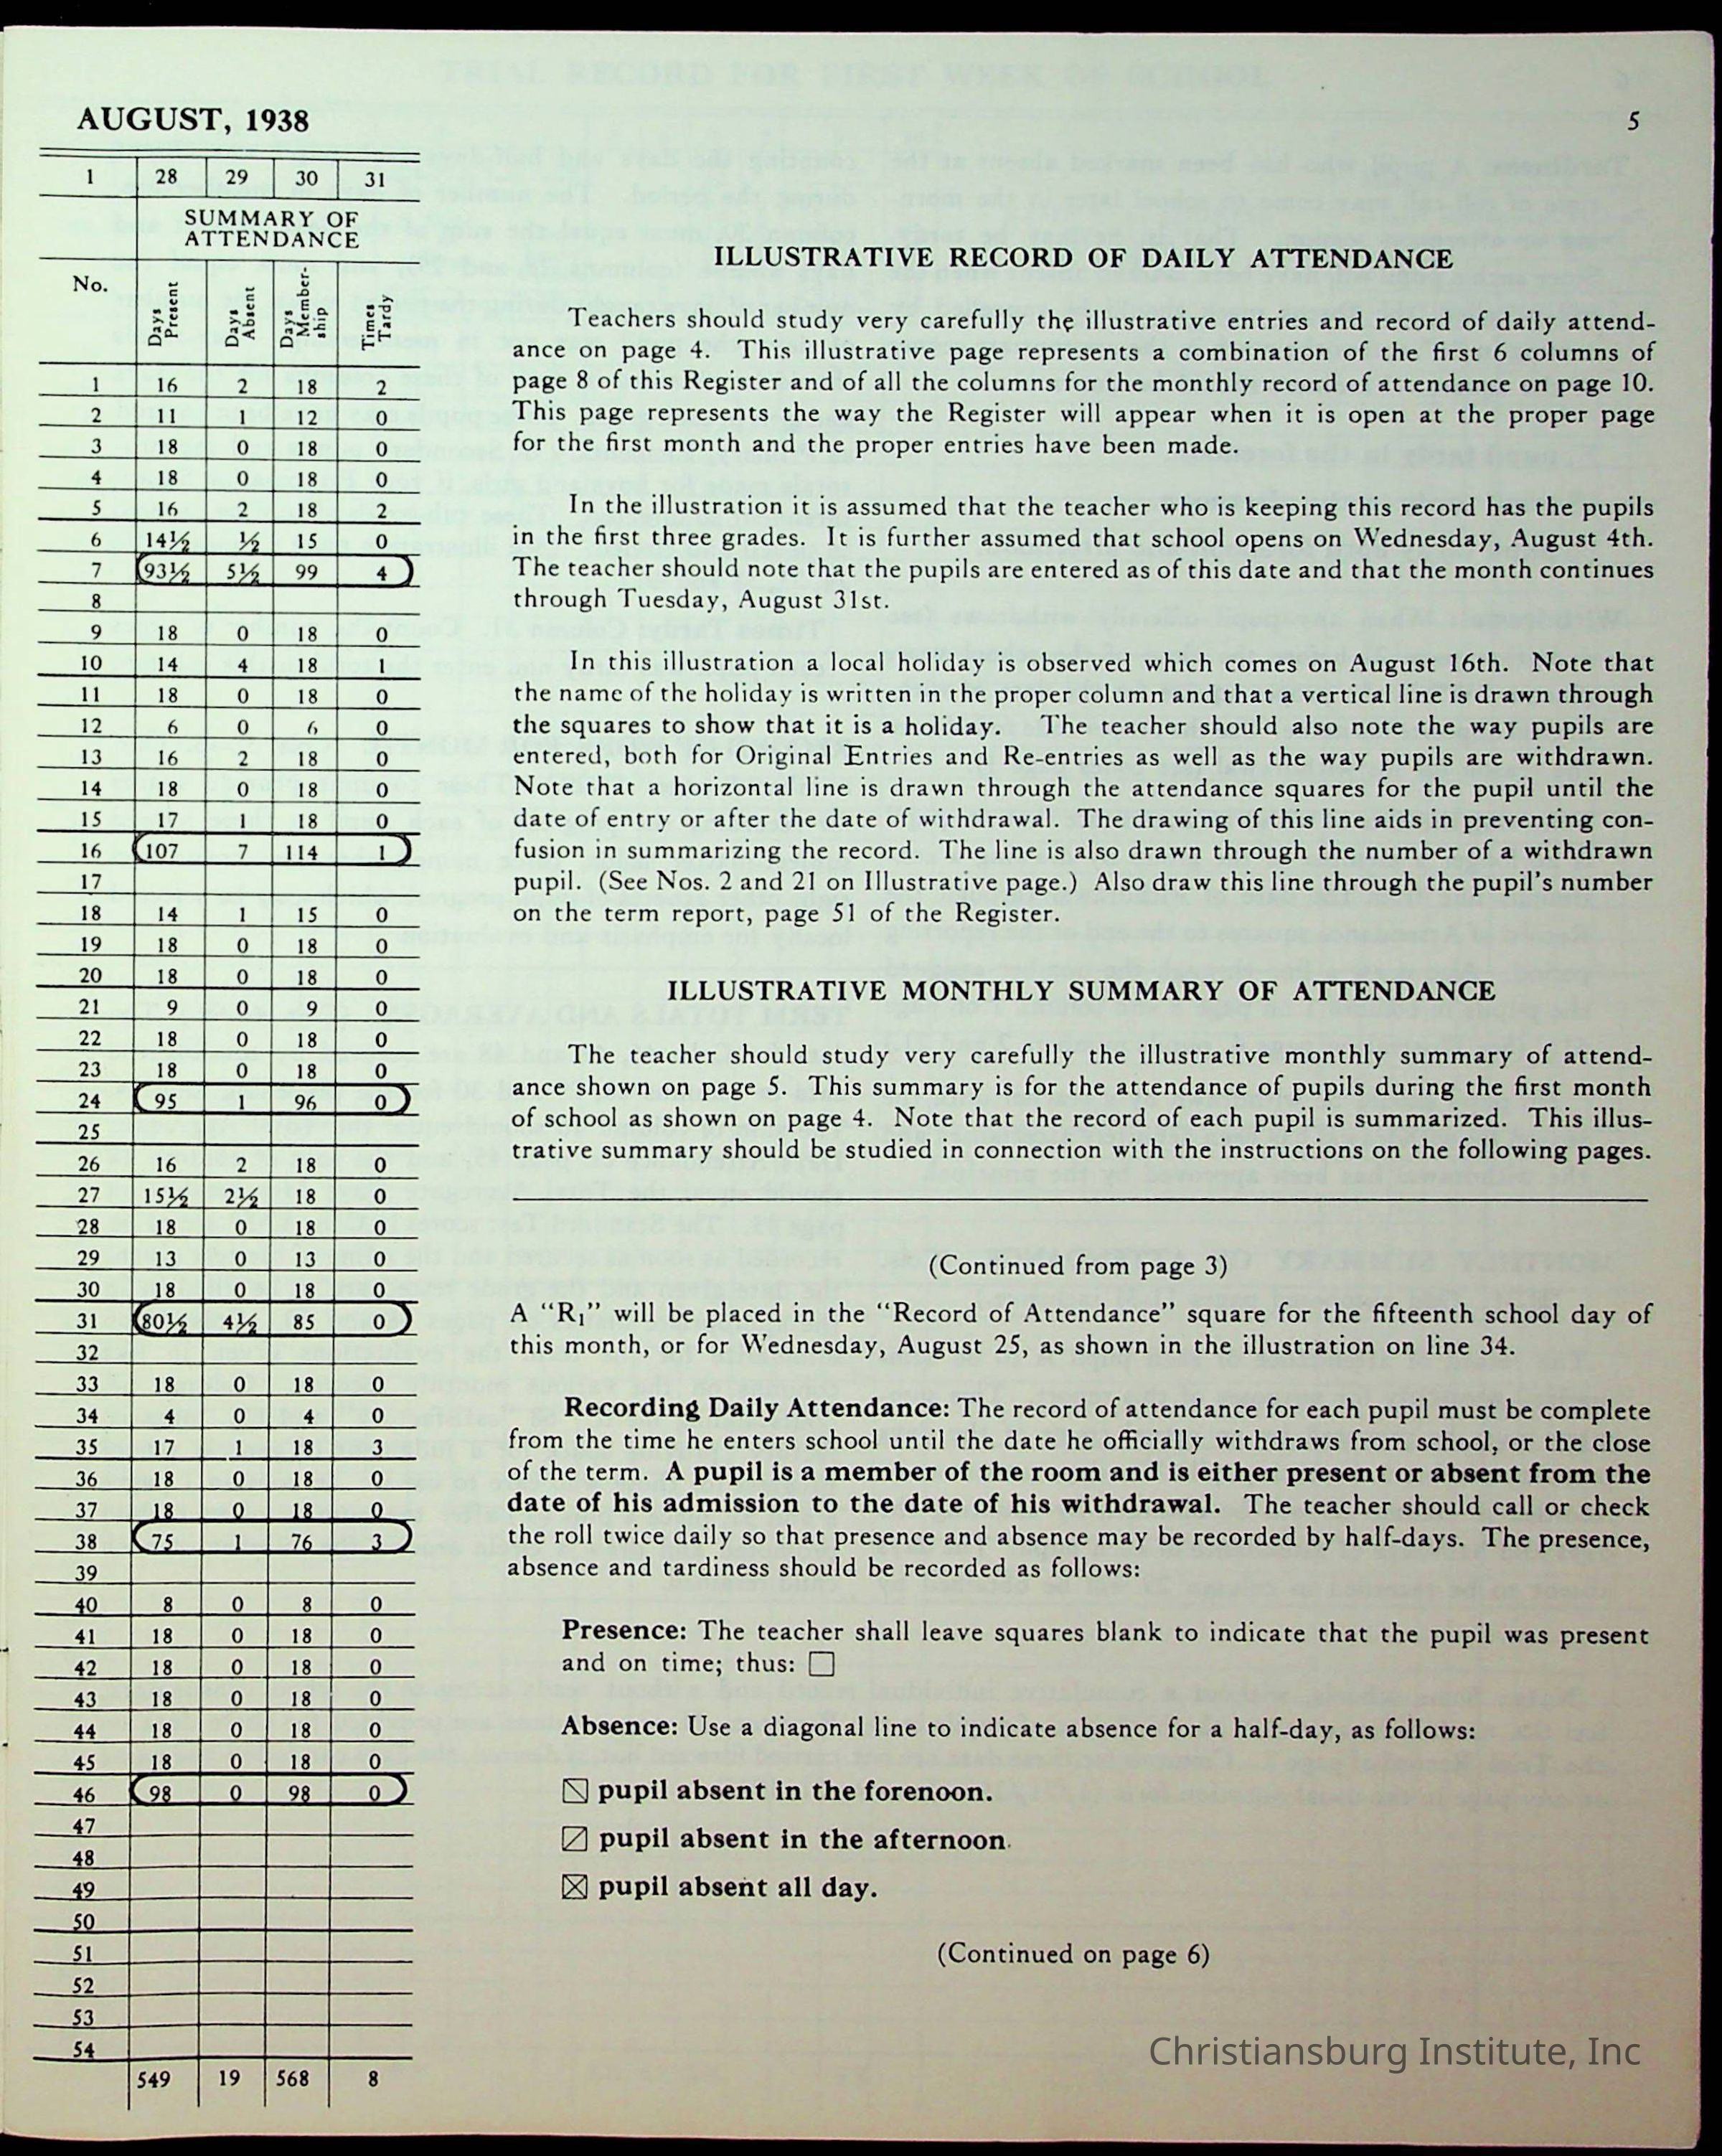 AUGUST, 1938
5
1 28 29 30 31
SUMMARY OF
ATTENDANCE
No. Days Present Days Absent Days Member-ship Times Tardy
1 16 2 18 2
2 11 1 12 0
3 18 0 18 0
4 18 0 18 0
5 16 2 18 2
6 14½ ½ 15 0
7 93½ 5½ 99 4
8
9 18 0 18 0
10 14 4 18 1
11 18 0 18 0
12 6 0 6 0
13 16 2 18 0
14 18 0 18 0
15 17 1 18 0
16 107 7 114 1
17
18 14 1 15 0
19 18 0 18 0
20 18 0 18 0
21 9 0 9 0
22 18 0 18 0
23 18 0 18 0
24 95 1 96 0
25
26 16 2 18 0
27 15½ 2½ 18 0
28 18 0 18 0
29 13 0 13 0
30 18 0 18 0
31 80½ 4½ 85 0
32
33 18 0 18 0
34 4 0 4 0
35 17 1 18 3
36 18 0 18 0
37 18 0 18 0
38 75 1 76 3
39
40 8 0 8 0
41 18 0 18 0
42 18 0 18 0
43 18 0 18 0
44 18 0 18 0
45 18 0 18 0
46 98 0 98 0
47
48
49
50
51
52
53
54
549 19 568 8
ILLUSTRATIVE RECORD OF DAILY ATTENDANCE
Teachers should study very carefully the illustrative entries and record of daily attend-
ance on page 4. This illustrative page represents a combination of the first 6 columns of
page 8 of this Register and of all the columns for the monthly record of attendance on page 10.
This page represents the way the Register will appear when it is open at the proper page
for the first month and the proper entries have been made.
In the illustration it is assumed that the teacher who is keeping this record has the pupils
in the first three grades. It is further assumed that school opens on Wednesday, August 4th.
The teacher should note that the pupils are entered as of this date and that the month continues
through Tuesday, August 31st.
In this illustration a local holiday is observed which comes on August 16th. Note that
the name of the holiday is written in the proper column and that a vertical line is drawn through
the squares to show that it is a holiday. The teacher should also note the way pupils are
entered, both for Original Entries and Re-entries as well as the way pupils are withdrawn.
Note that a horizontal line is drawn through the attendance squares for the pupil until the
date of entry or after the date of withdrawal. The drawing of this line aids in preventing con-
fusion in summarizing the record. The line is also drawn through the number of a withdrawn
pupil. (See Nos. 2 and 21 on Illustrative page.) Also draw this line through the pupil's number
on the term report, page 51 of the Register.
ILLUSTRATIVE MONTHLY SUMMARY OF ATTENDANCE
The teacher should study very carefully the illustrative monthly summary of attend-
ance shown on page 5. This summary is for the attendance of pupils during the first month
of school as shown on page 4. Note that the record of each pupil is summarized. This illus-
trative summary should be studied in connection with the instructions on the following pages.
(Continued from page 3)
A “R₁” will be placed in the “Record of Attendance” square for the fifteenth school day of
this month, or for Wednesday, August 25, as shown in the illustration on line 34.
Recording Daily Attendance: The record of attendance for each pupil must be complete
from the time he enters school until the date he officially withdraws from school, or the close
of the term. A pupil is a member of the room and is either present or absent from the
date of his admission to the date of his withdrawal. The teacher should call or check
the roll twice daily so that presence and absence may be recorded by half-days. The presence,
absence and tardiness should be recorded as follows:
Presence: The teacher shall leave squares blank to indicate that the pupil was present
and on time; thus:
Absence: Use a diagonal line to indicate absence for a half-day, as follows:
pupil absent in the forenoon.
pupil absent in the afternoon.
pupil absent all day.
(Continued on page 6)
Christiansburg Institute, Inc